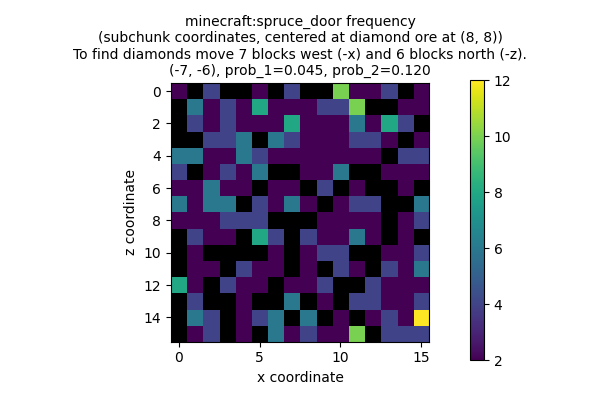 minecraft:spruce_door frequency
(subchunk coordinates, centered at diamond ore at (8, 8))
To find diamonds move 7 blocks west (-x) and 6 blocks north (-z).
(-7, -6), prob_1=0.045, prob_2=0.120
0
2
4
6
8
10
12
14
z coordinate
0 5 10 15
x coordinate
12
10
8
6
4
2